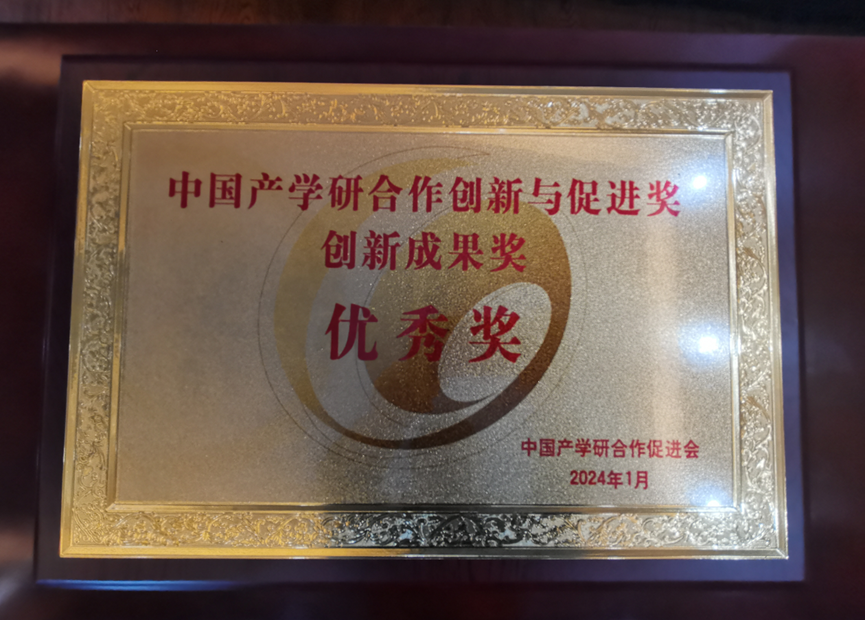 中国产学研合作创新与促进奖
创新成果奖
优秀奖
中国产学研合作促进会
2024年1月